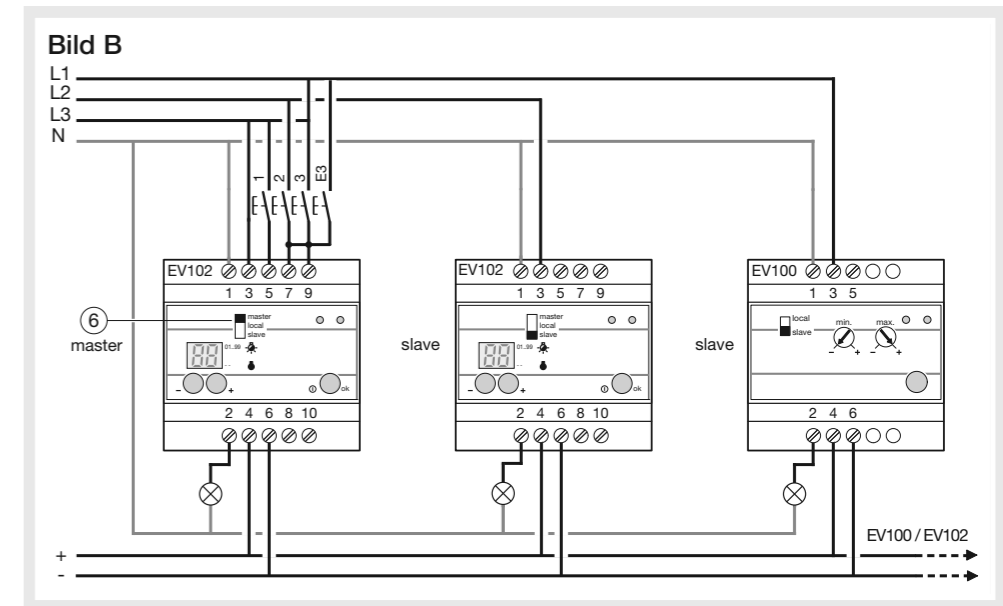 Bild B
L1
L2
L3
N
1 2 3 E3
EV102
1 3 5 7 9
6
master
master
local
slave
88 01..99
--
- + ok
2 4 6 8 10
slave
EV102
1 3 5 7 9
master
local
slave
88 01..99
--
- + ok
2 4 6 8 10
slave
EV100
1 3 5
local
slave
min. max.
- + - +
2 4 6
EV100 / EV102
+
-